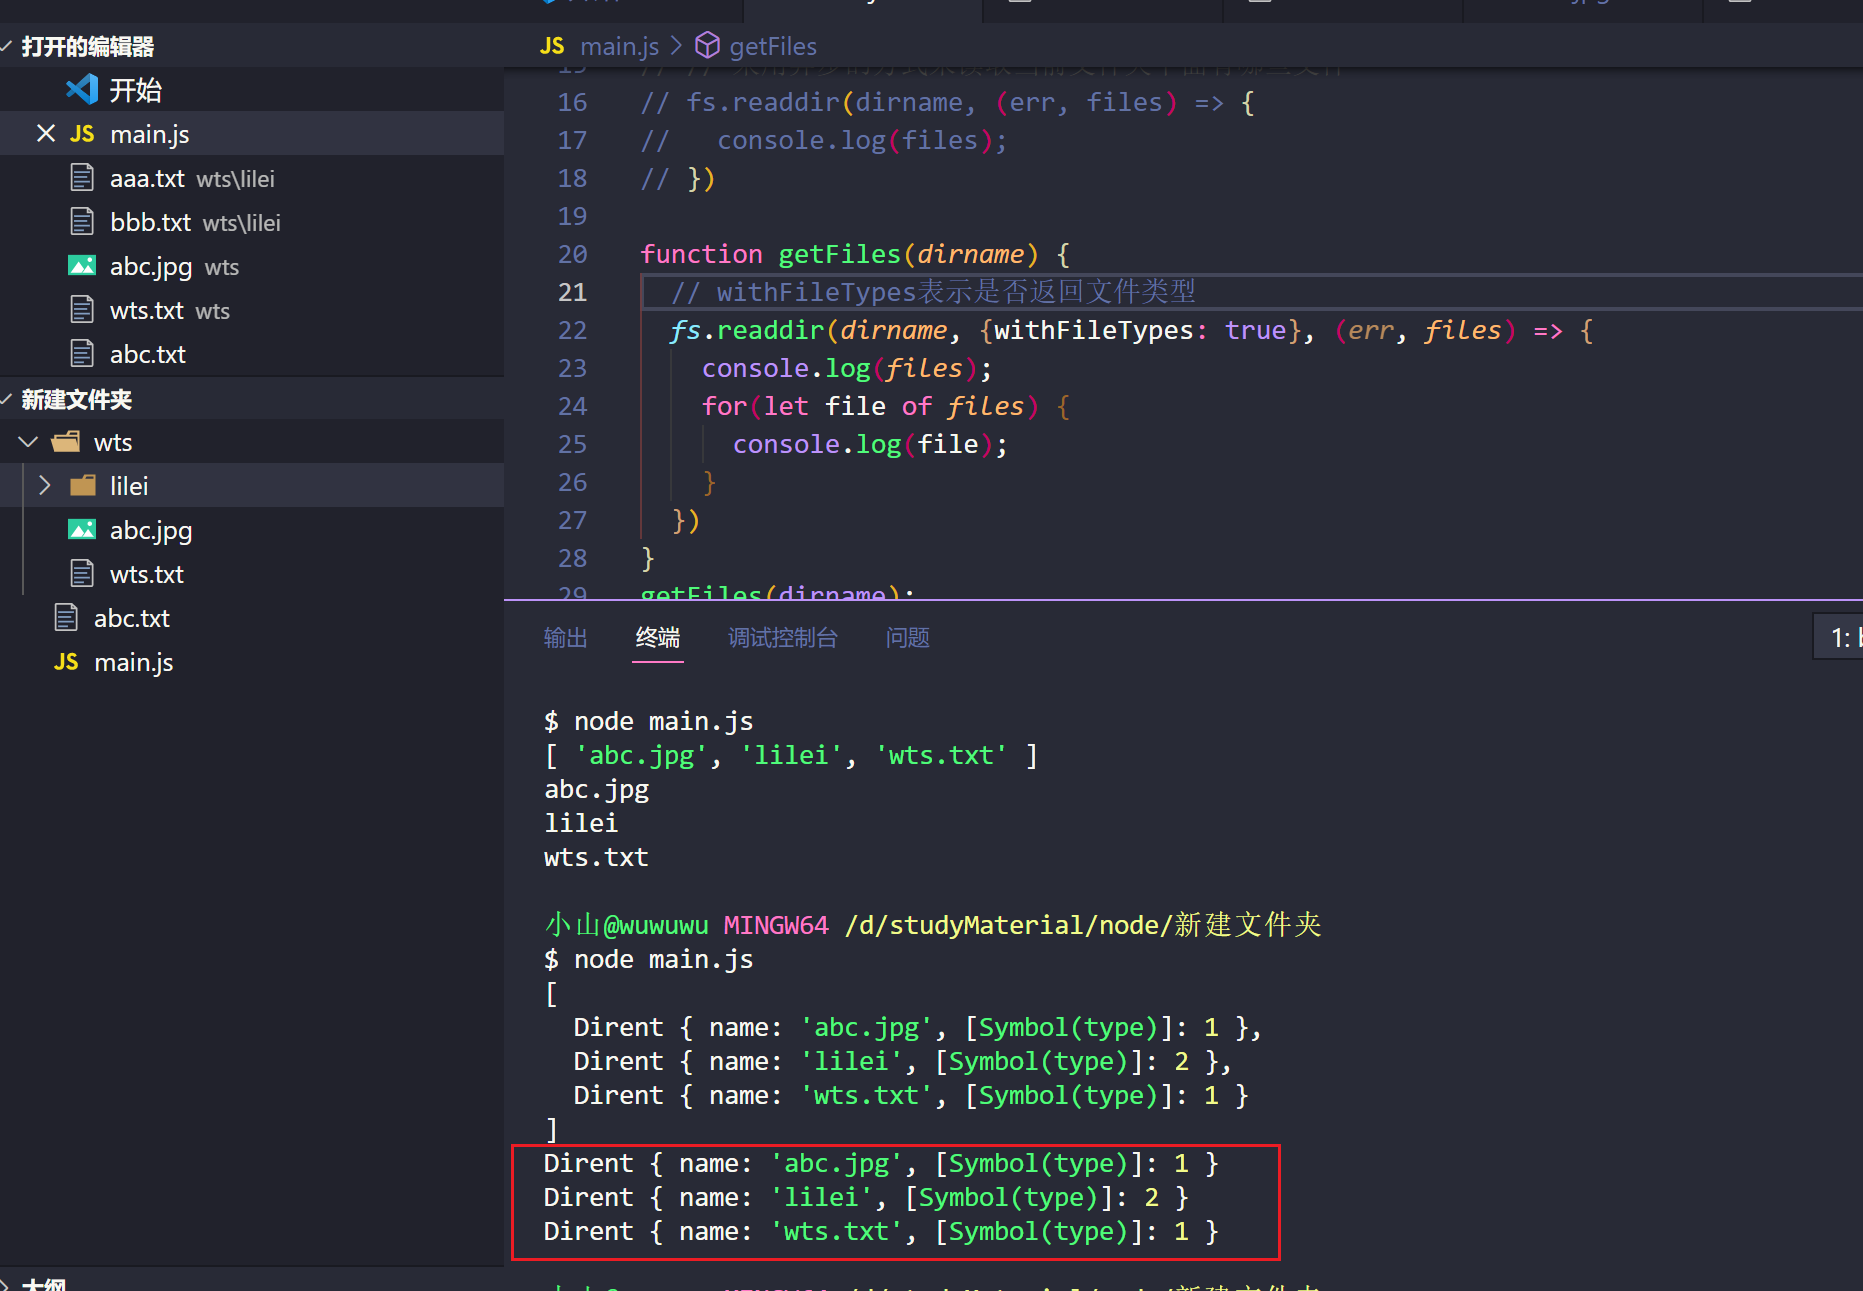 打开的编辑器
开始
main.js
aaa.txt wts\lilei
bbb.txt wts\lilei
abc.jpg wts
wts.txt wts
abc.txt
新建文件夹
wts
lilei
abc.jpg
wts.txt
abc.txt
JS main.js
大纲
JS main.js > getFiles
16 // fs.readdir(dirname, (err, files) => {
17 //   console.log(files);
18 // })
19
20 function getFiles(dirname) {
21   // withFileTypes表示是否返回文件类型
22   fs.readdir(dirname, {withFileTypes: true}, (err, files) => {
23     console.log(files);
24     for(let file of files) {
25       console.log(file);
26     }
27   })
28 }
29 getFiles(dirname);
输出 终端 调试控制台 问题
1:
$ node main.js
[ 'abc.jpg', 'lilei', 'wts.txt' ]
abc.jpg
lilei
wts.txt
小山@wuwuwu MINGW64 /d/studyMaterial/node/新建文件夹
$ node main.js
[
  Dirent { name: 'abc.jpg', [Symbol(type)]: 1 },
  Dirent { name: 'lilei', [Symbol(type)]: 2 },
  Dirent { name: 'wts.txt', [Symbol(type)]: 1 }
]
Dirent { name: 'abc.jpg', [Symbol(type)]: 1 }
Dirent { name: 'lilei', [Symbol(type)]: 2 }
Dirent { name: 'wts.txt', [Symbol(type)]: 1 }